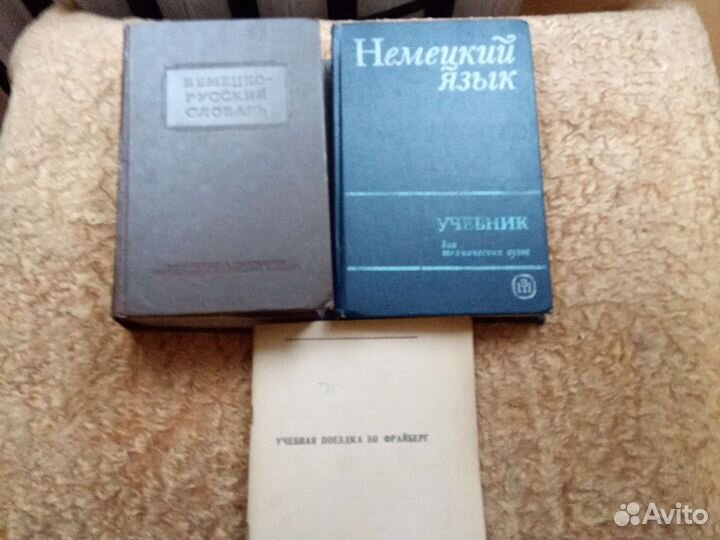 НЕМЕЦКО-
РУССКИЙ
СЛОВАРЬ
Немецкий
язык
УЧЕБНИК
для
технических вузов
УЧЕБНАЯ ПОЕЗДКА ВО ФРАЙБЕРГ
Avito